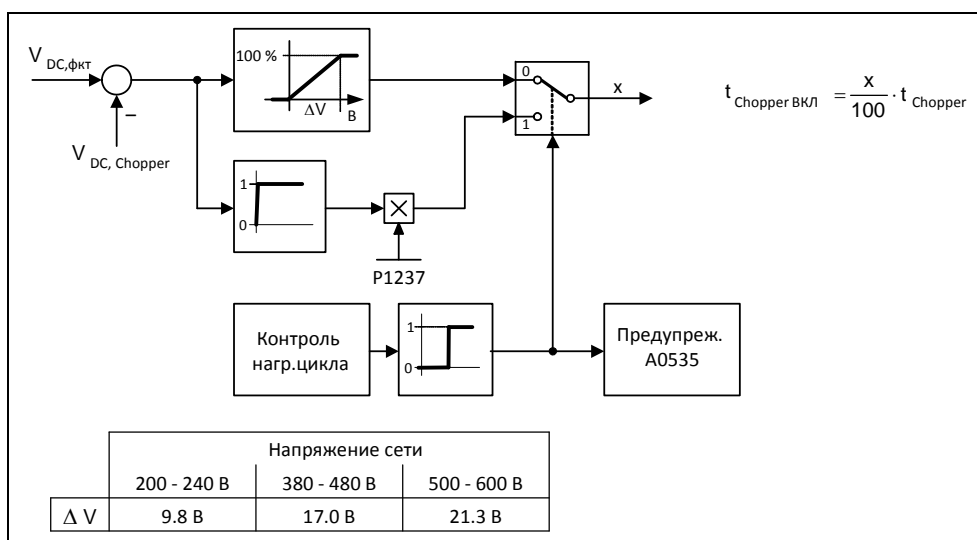 V DC,фкт
–
V DC, Chopper
100 %
ΔV
В
0
1
x
t Chopper ВКЛ = x/100 · t Chopper
1
0
P1237
Контроль
нагр.цикла
1
0
Предупреж.
A0535
Напряжение сети
200 - 240 В 380 - 480 В 500 - 600 В
Δ V 9.8 В 17.0 В 21.3 В